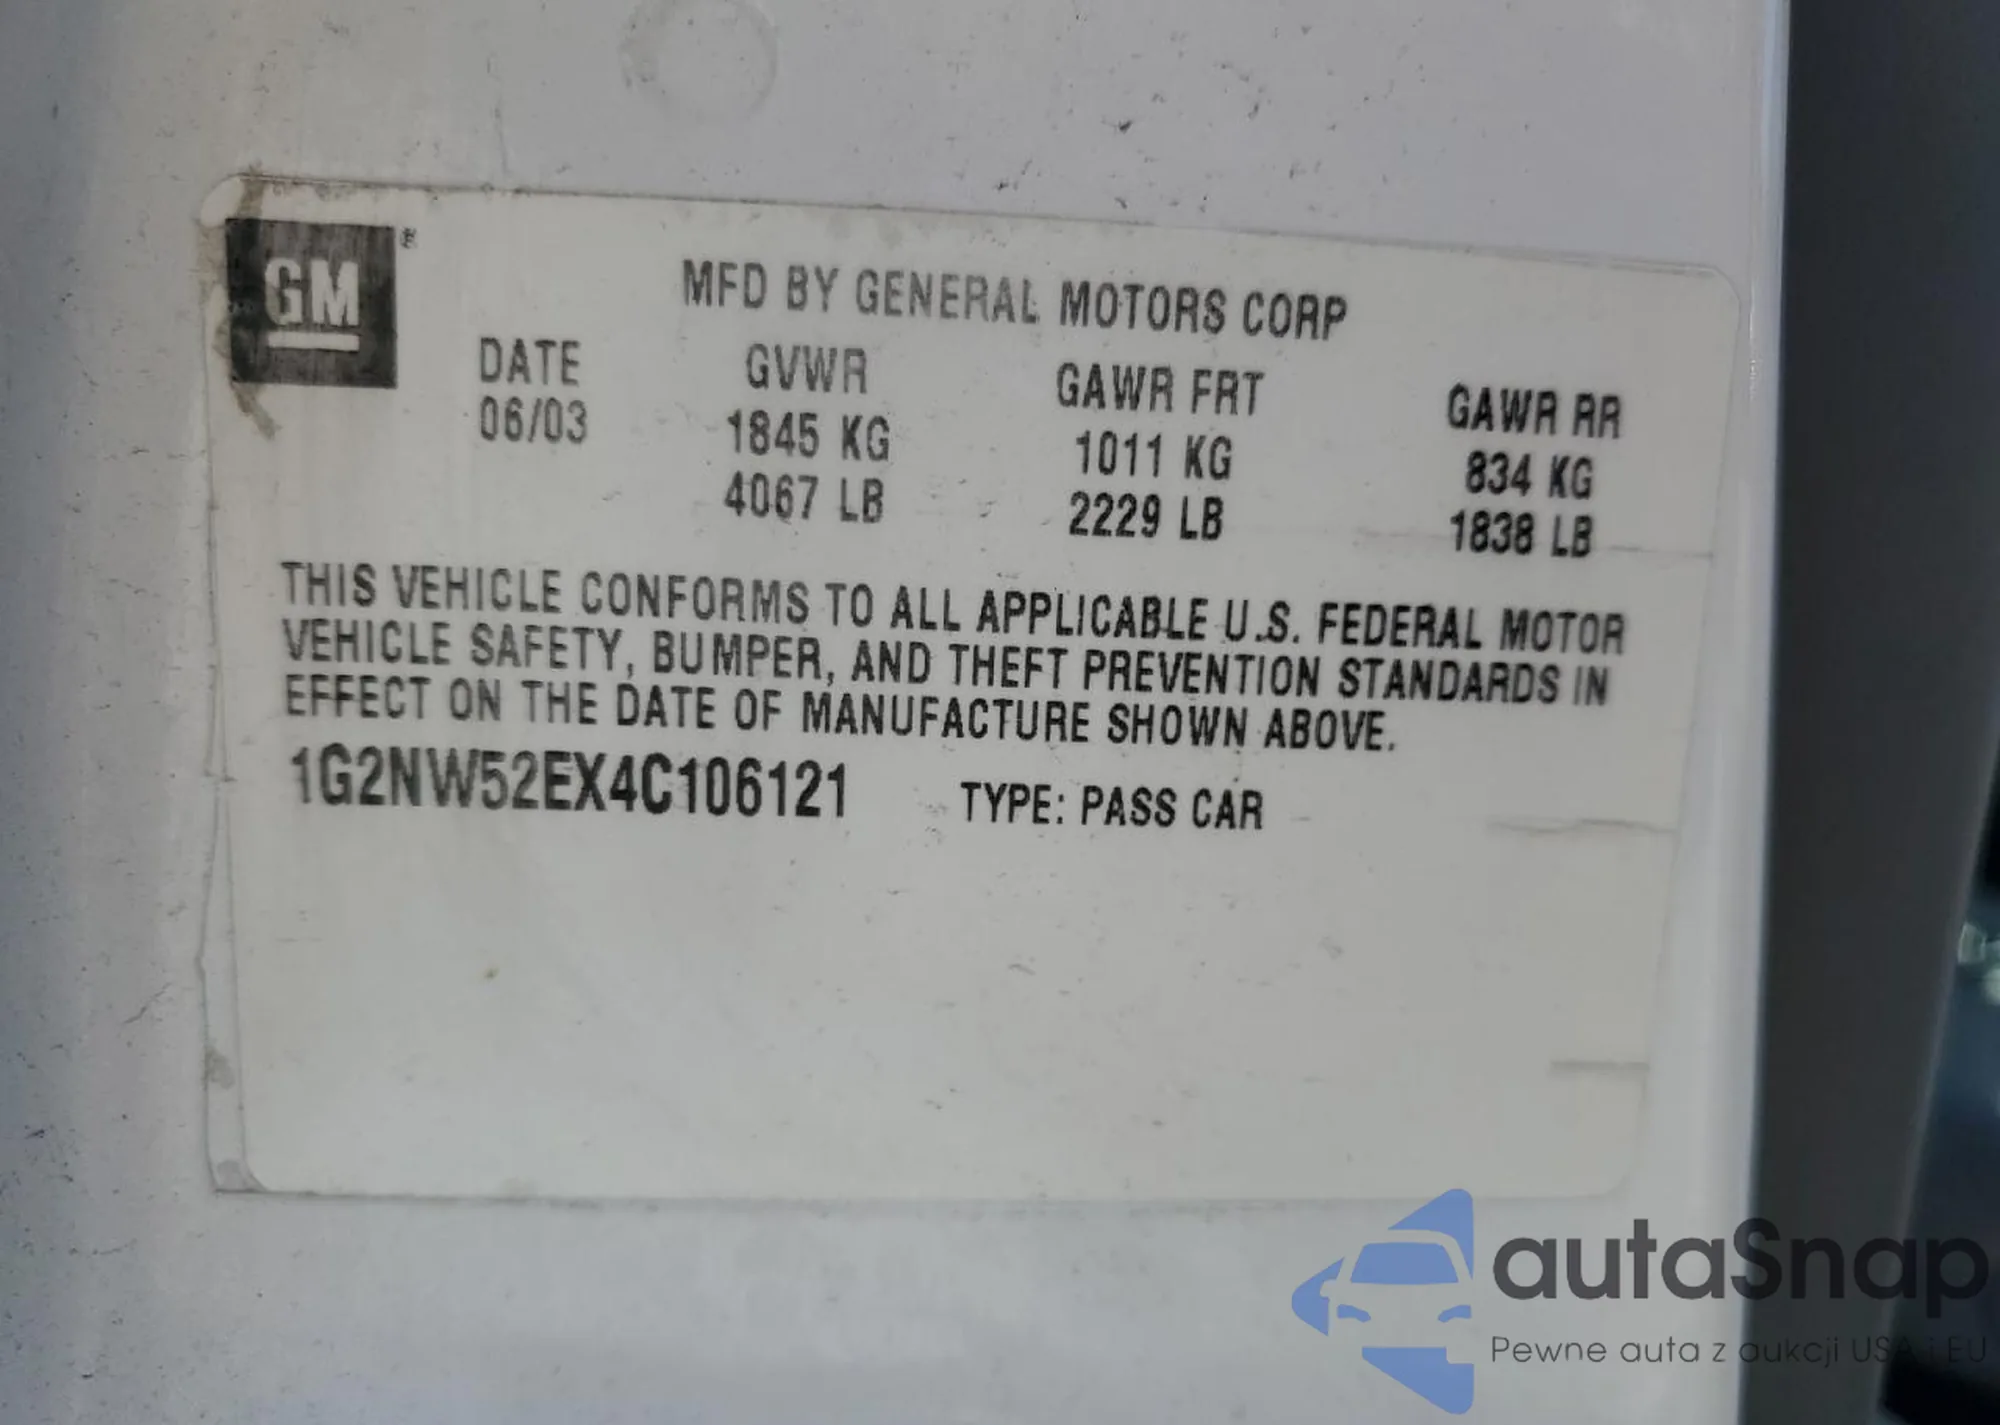 GM®
MFD BY GENERAL MOTORS CORP
DATE GVWR GAWR FRT GAWR RR
06/03 1845 KG 1011 KG 834 KG
4067 LB 2229 LB 1838 LB
THIS VEHICLE CONFORMS TO ALL APPLICABLE U.S. FEDERAL MOTOR
VEHICLE SAFETY, BUMPER, AND THEFT PREVENTION STANDARDS IN
EFFECT ON THE DATE OF MANUFACTURE SHOWN ABOVE.
1G2NW52EX4C106121 TYPE: PASS CAR
autaSnap
Pewne auta z aukcji USA i EU